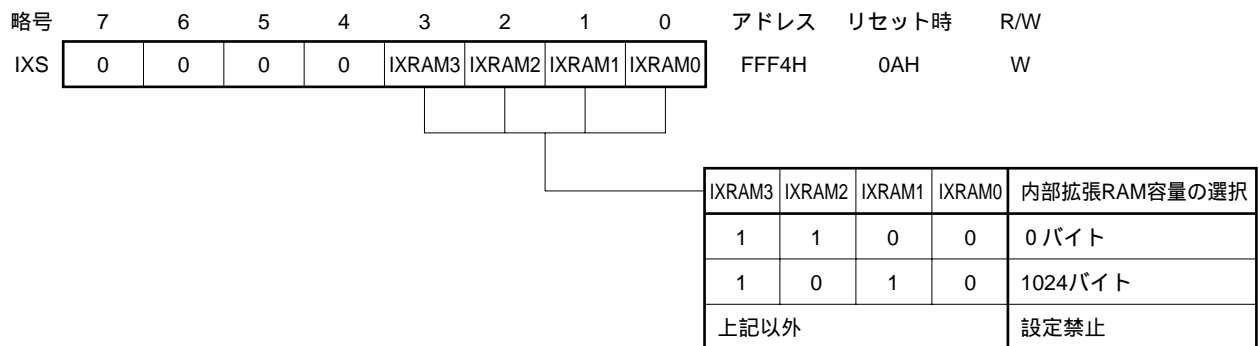 略号 7 6 5 4 3 2 1 0 アドレス リセット時 R/W
IXS 0 0 0 0 IXRAM3 IXRAM2 IXRAM1 IXRAM0 FFF4H 0AH W
IXRAM3 IXRAM2 IXRAM1 IXRAM0 内部拡張RAM容量の選択
1 1 0 0 0バイト
1 0 1 0 1024バイト
上記以外 設定禁止